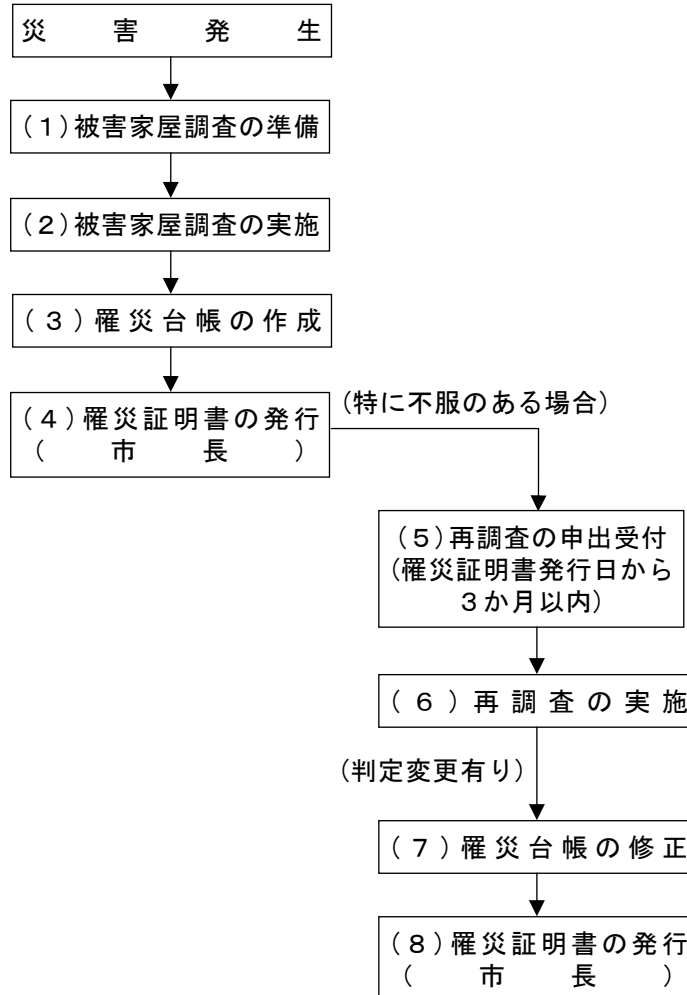 災害発生
(1)被害家屋調査の準備
(2)被害家屋調査の実施
(3)罹災台帳の作成
(4)罹災証明書の発行
(市長)
(特に不服のある場合)
(5)再調査の申出受付
(罹災証明書発行日から
3か月以内)
(6)再調査の実施
(判定変更有り)
(7)罹災台帳の修正
(8)罹災証明書の発行
(市長)